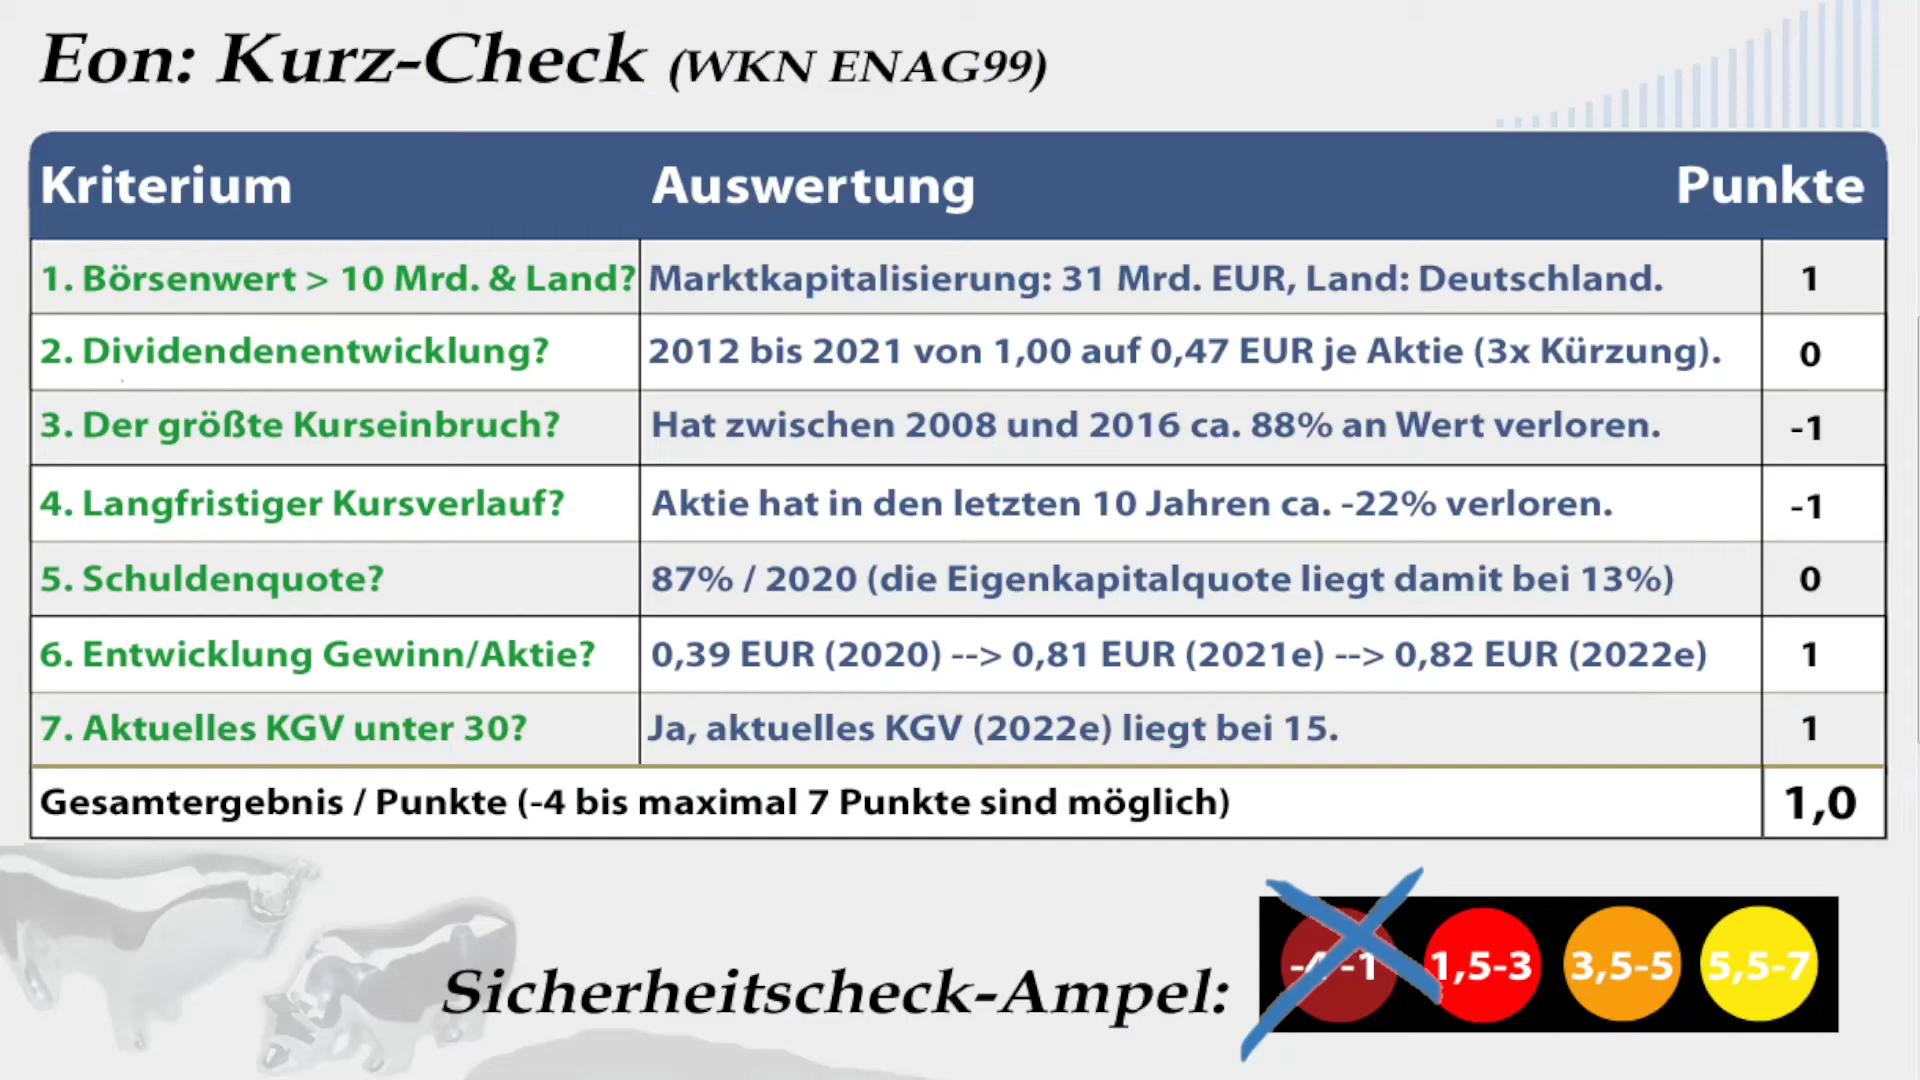 Eon: Kurz-Check (WKN ENAG99)
Kriterium Auswertung Punkte
1. Börsenwert > 10 Mrd. & Land? Marktkapitalisierung: 31 Mrd. EUR, Land: Deutschland. 1
2. Dividendenentwicklung? 2012 bis 2021 von 1,00 auf 0,47 EUR je Aktie (3x Kürzung). 0
3. Der größte Kurseinbruch? Hat zwischen 2008 und 2016 ca. 88% an Wert verloren. -1
4. Langfristiger Kursverlauf? Aktie hat in den letzten 10 Jahren ca. -22% verloren. -1
5. Schuldenquote? 87% / 2020 (die Eigenkapitalquote liegt damit bei 13%) 0
6. Entwicklung Gewinn/Aktie? 0,39 EUR (2020) --> 0,81 EUR (2021e) --> 0,82 EUR (2022e) 1
7. Aktuelles KGV unter 30? Ja, aktuelles KGV (2022e) liegt bei 15. 1
Gesamtergebnis / Punkte (-4 bis maximal 7 Punkte sind möglich) 1,0
Sicherheitscheck-Ampel: -4 -1 1,5-3 3,5-5 5,5-7